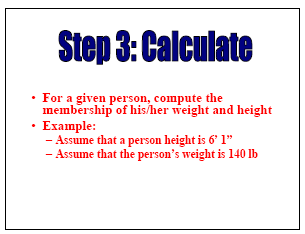 Step 3: Calculate
• For a given person, compute the
membership of his/her weight and height
• Example:
– Assume that a person height is 6’ 1”
– Assume that the person’s weight is 140 lb